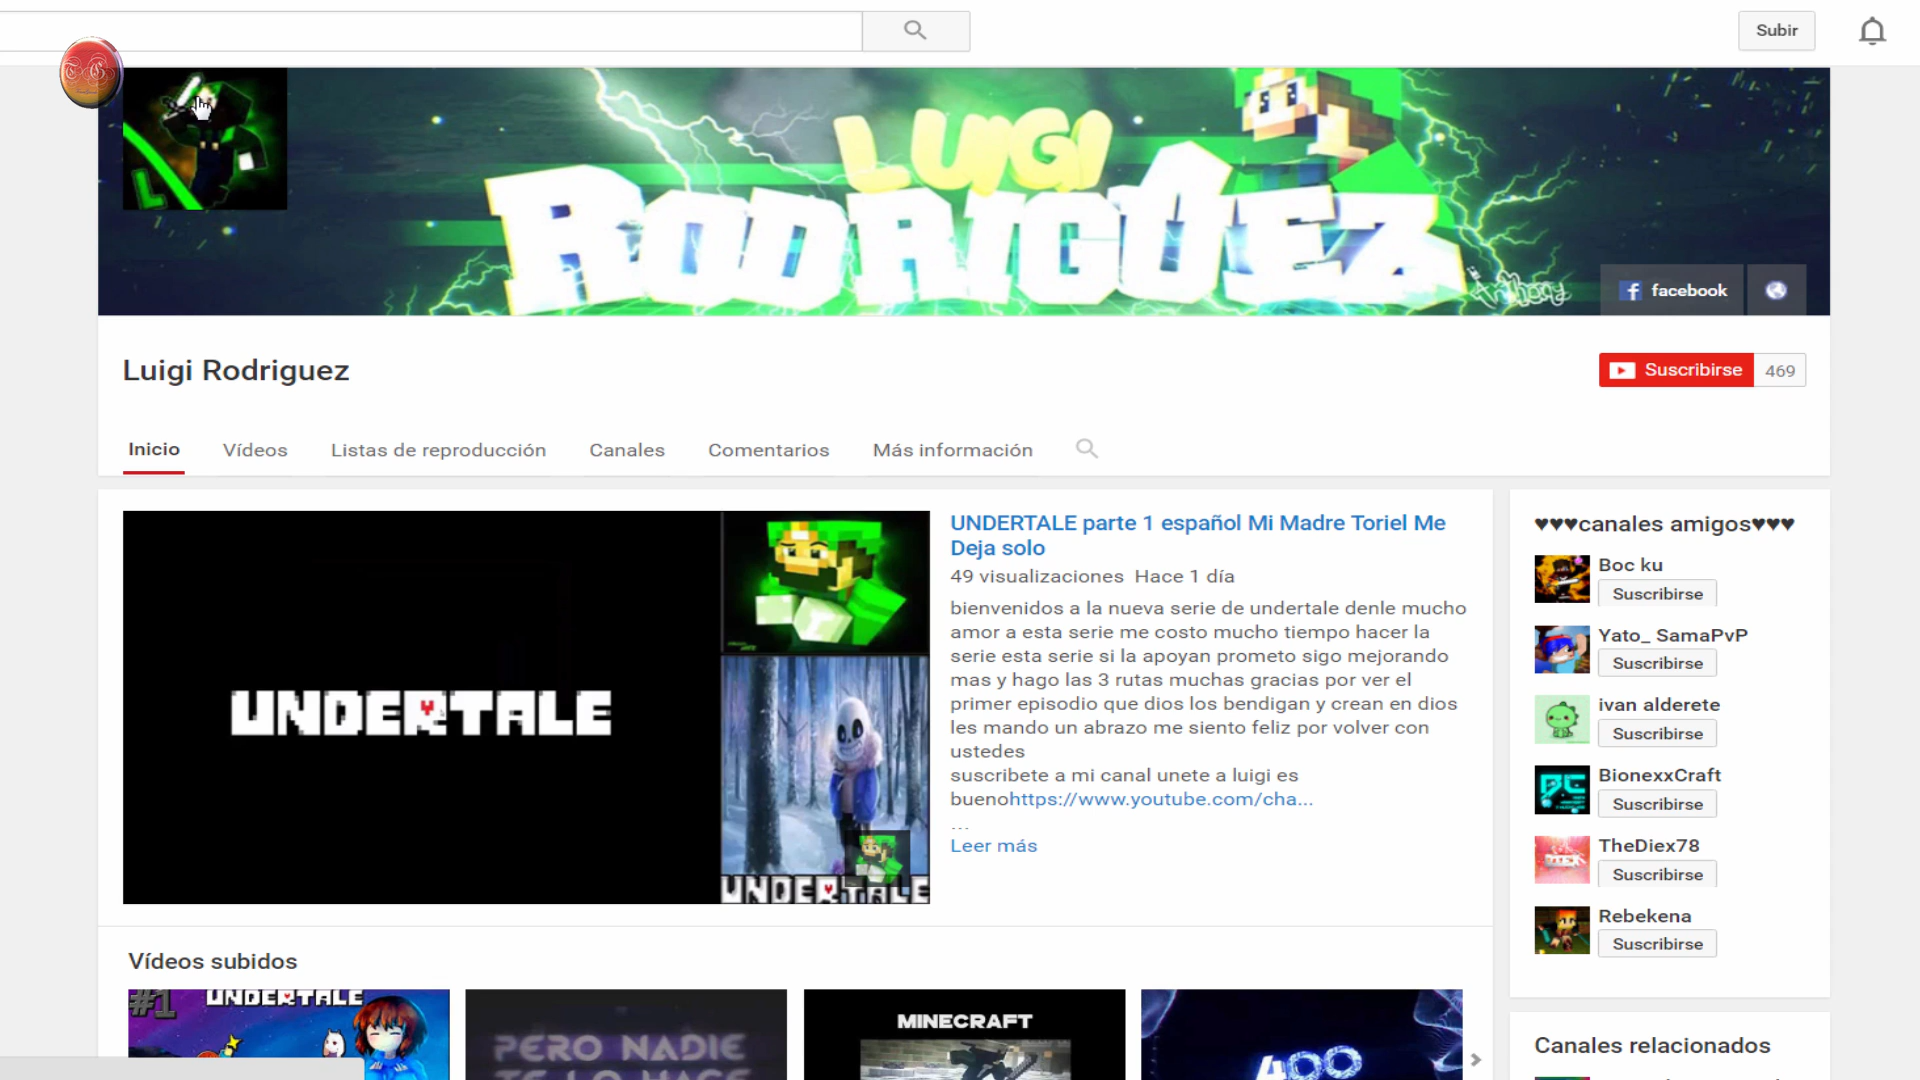 Subir
LUIGI
RODRIGUEZ
Anthony
facebook
L
Luigi Rodriguez
Suscribirse 469
Inicio Vídeos Listas de reproducción Canales Comentarios Más información
UNDERTALE
UNDERTALE
UNDERTALE parte 1 español Mi Madre Toriel Me
Deja solo
49 visualizaciones Hace 1 día
bienvenidos a la nueva serie de undertale denle mucho
amor a esta serie me costo mucho tiempo hacer la
serie esta serie si la apoyan prometo sigo mejorando
mas y hago las 3 rutas muchas gracias por ver el
primer episodio que dios los bendigan y crean en dios
les mando un abrazo me siento feliz por volver con
ustedes
suscribete a mi canal unete a luigi es
buenohttps://www.youtube.com/cha...
...
Leer más
♥♥♥canales amigos♥♥♥
Boc ku
Suscribirse
Yato_ SamaPvP
Suscribirse
ivan alderete
Suscribirse
BionexxCraft
Suscribirse
TheDiex78
Suscribirse
Rebekena
Suscribirse
Vídeos subidos
#1 UNDERTALE
PERO NADIE
TE LO HACE
MINECRAFT
400
Canales relacionados